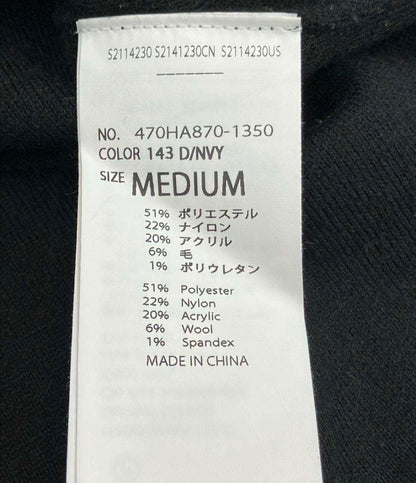 S2114230 S2141230CN S2114230US
NO. 470HA870-1350
COLOR 143 D/NVY
SIZE MEDIUM
51% ポリエステル
22% ナイロン
20% アクリル
6% 毛
1% ポリウレタン
51% Polyester
22% Nylon
20% Acrylic
6% Wool
1% Spandex
MADE IN CHINA